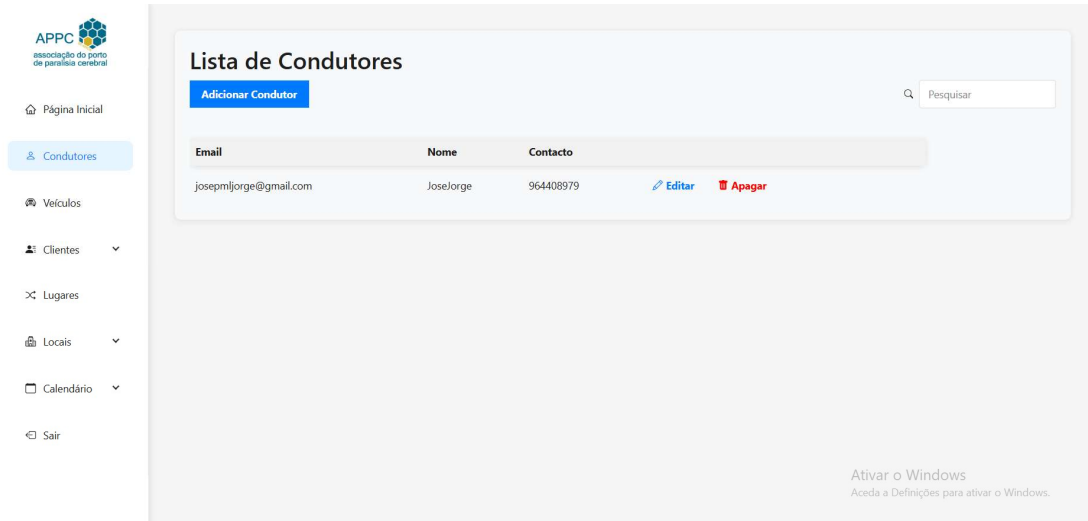 APPC
associação do porto
de paralisia cerebral
Página Inicial
Condutores
Veículos
Clientes
Lugares
Locais
Calendário
Sair
Lista de Condutores
Adicionar Condutor
Pesquisar
Email Nome Contacto
josepmljorge@gmail.com JoseJorge 964408979 Editar Apagar
Ativar o Windows
Aceda a Definições para ativar o Windows.